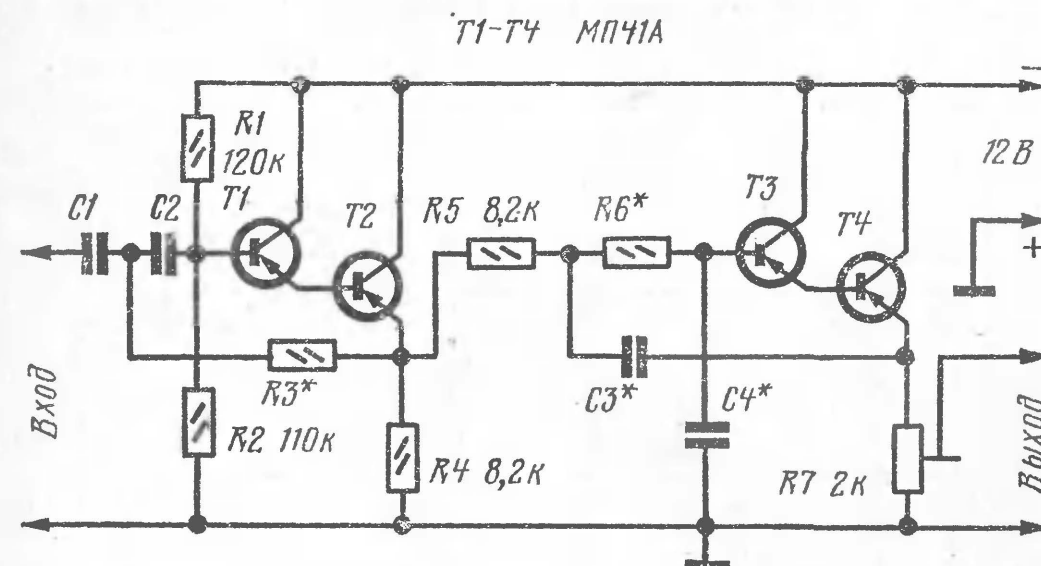 T1-T4 МП41А
R1
120к
12 В
C1
C2
T1
T2
R5 8,2к
R6*
T3
T4
+
R3*
C3*
C4*
Вход
R2 110к
R4 8,2к
R7 2к
Выход